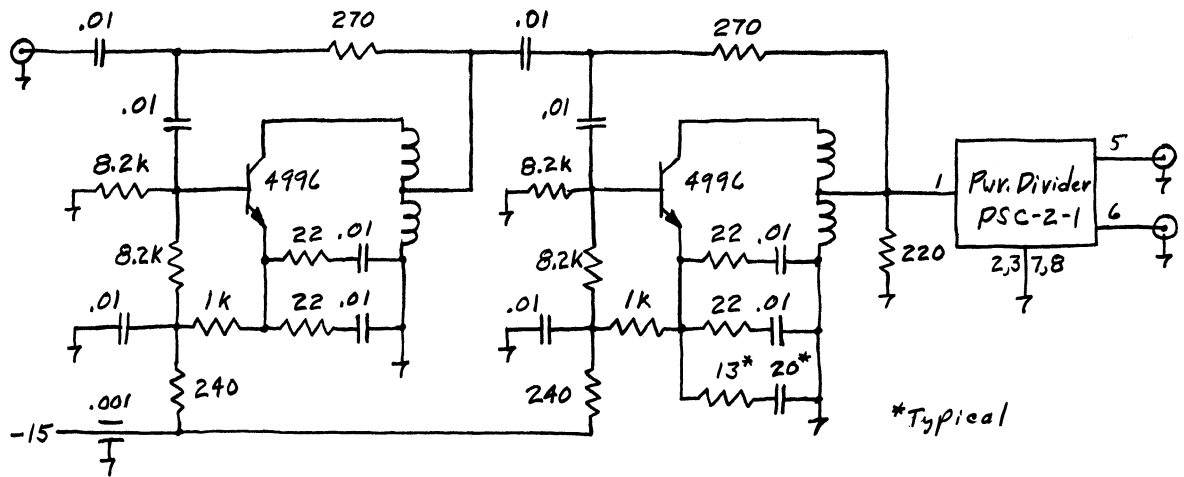 .01
270
.01
270
.01
.01
8.2k
4996
8.2k
4996
1
Pwr. Divider
PSC-2-1
5
6
2,3 7,8
22 .01
22 .01
8.2k
8.2k
220
.01
1k
22 .01
.01
1k
22 .01
13* 20*
240
240
.001
-15
*Typical